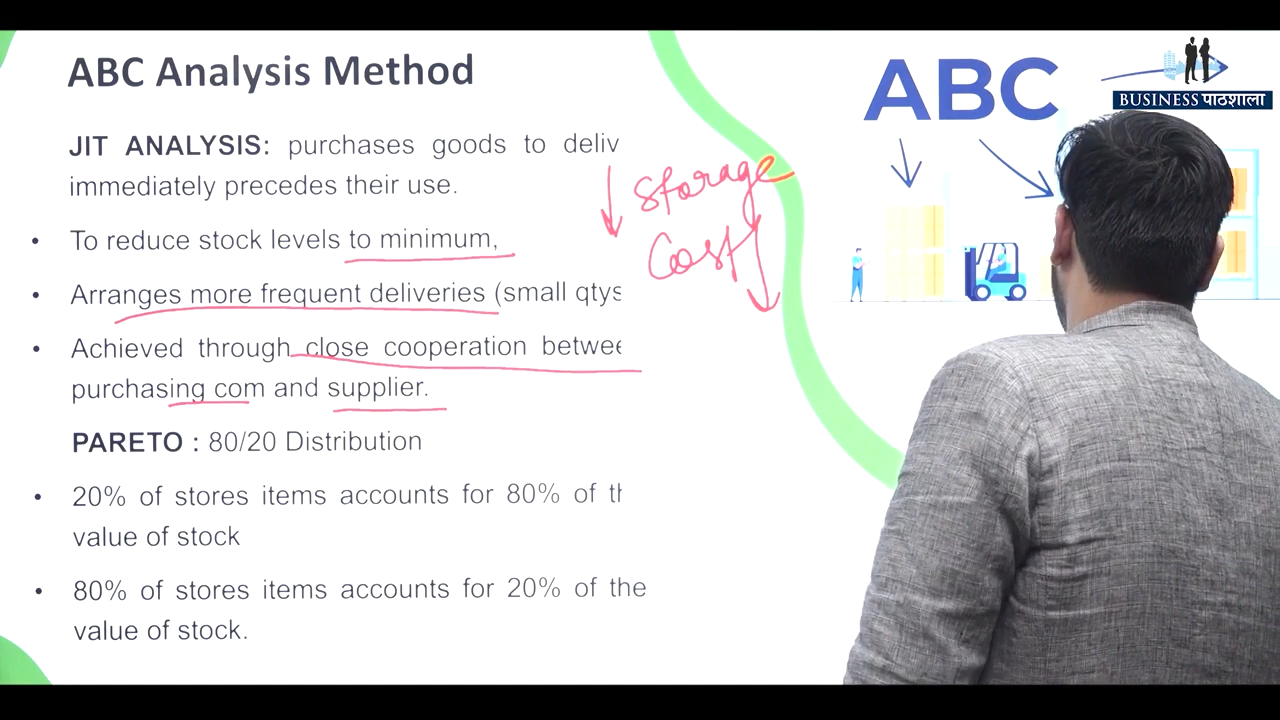 ABC Analysis Method
JIT ANALYSIS: purchases goods to deliv
immediately precedes their use.
• To reduce stock levels to minimum,
• Arranges more frequent deliveries (small qtys
• Achieved through close cooperation betwee
purchasing com and supplier.
PARETO : 80/20 Distribution
• 20% of stores items accounts for 80% of th
value of stock
• 80% of stores items accounts for 20% of the
value of stock.
↓ Storage
Cost ↓
ABC
BUSINESS पाठशाला